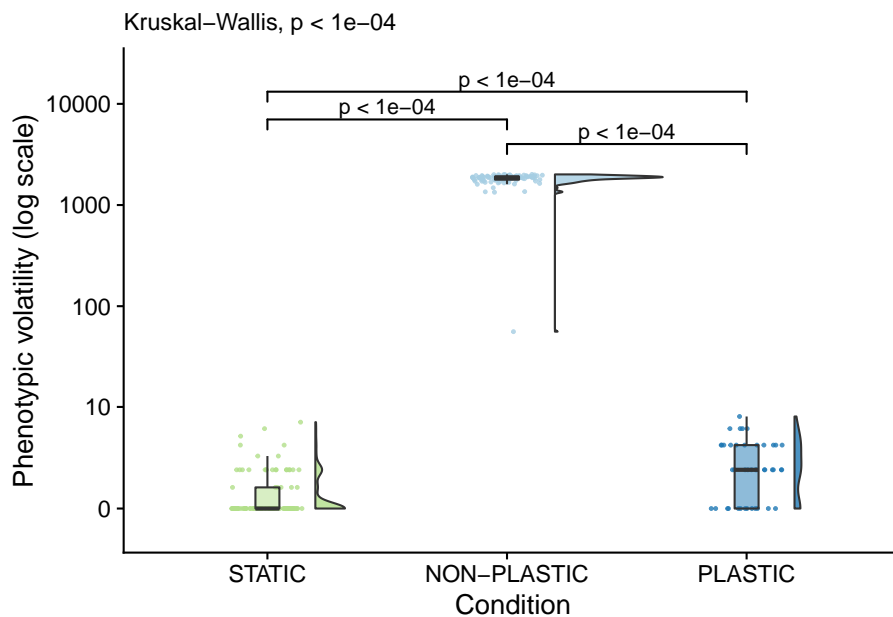 Kruskal−Wallis, p < 1e−04
p < 1e−04
p < 1e−04
p < 1e−04
Phenotypic volatility (log scale)
10000
1000
100
10
0
STATIC
NON−PLASTIC
PLASTIC
Condition